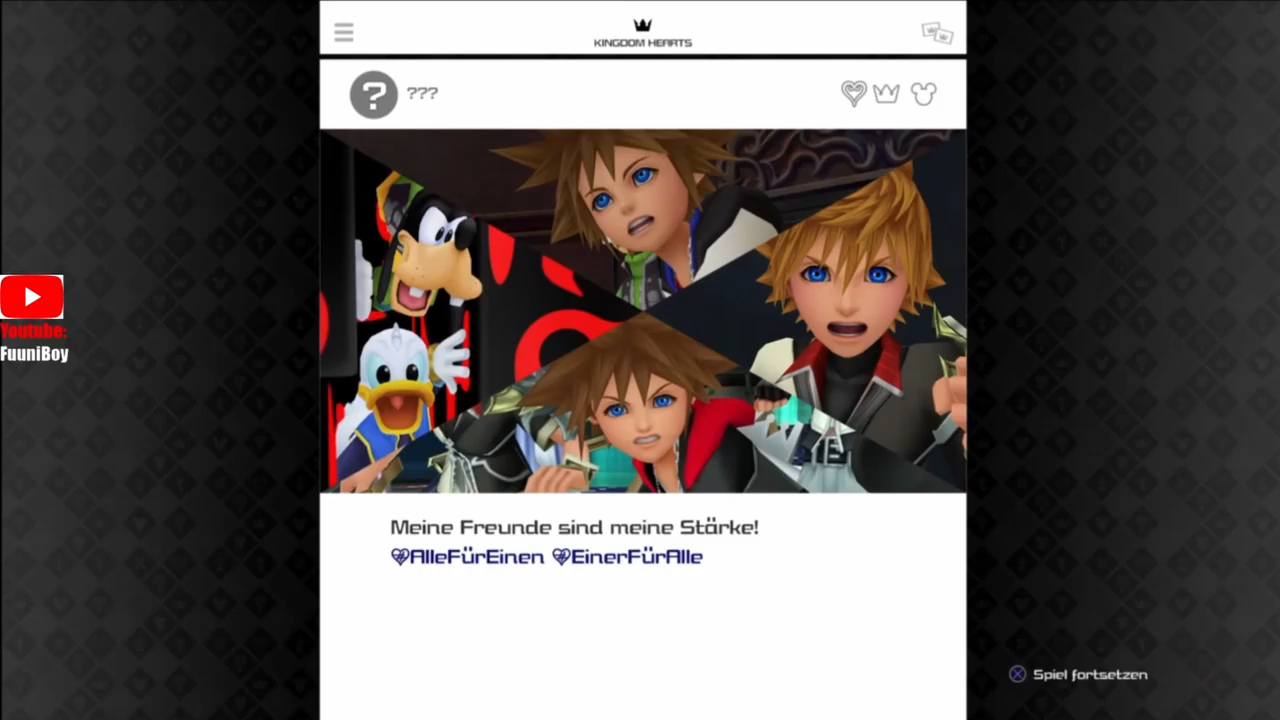 KINGDOM HEARTS
???
Youtube:
FuuniBoy
Meine Freunde sind meine Stärke!
AlleFürEinen EinerFürAlle
Spiel fortsetzen